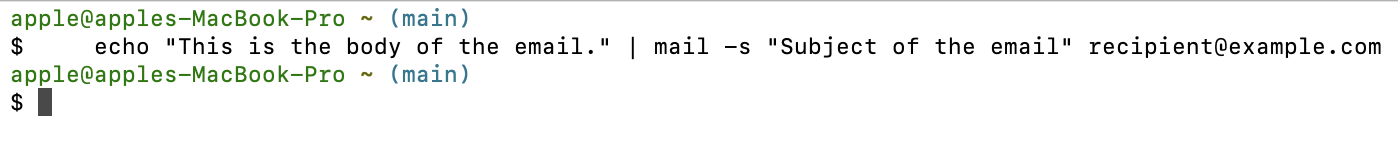 apple@apples-MacBook-Pro ~ (main)
$     echo "This is the body of the email." | mail -s "Subject of the email" recipient@example.com
apple@apples-MacBook-Pro ~ (main)
$